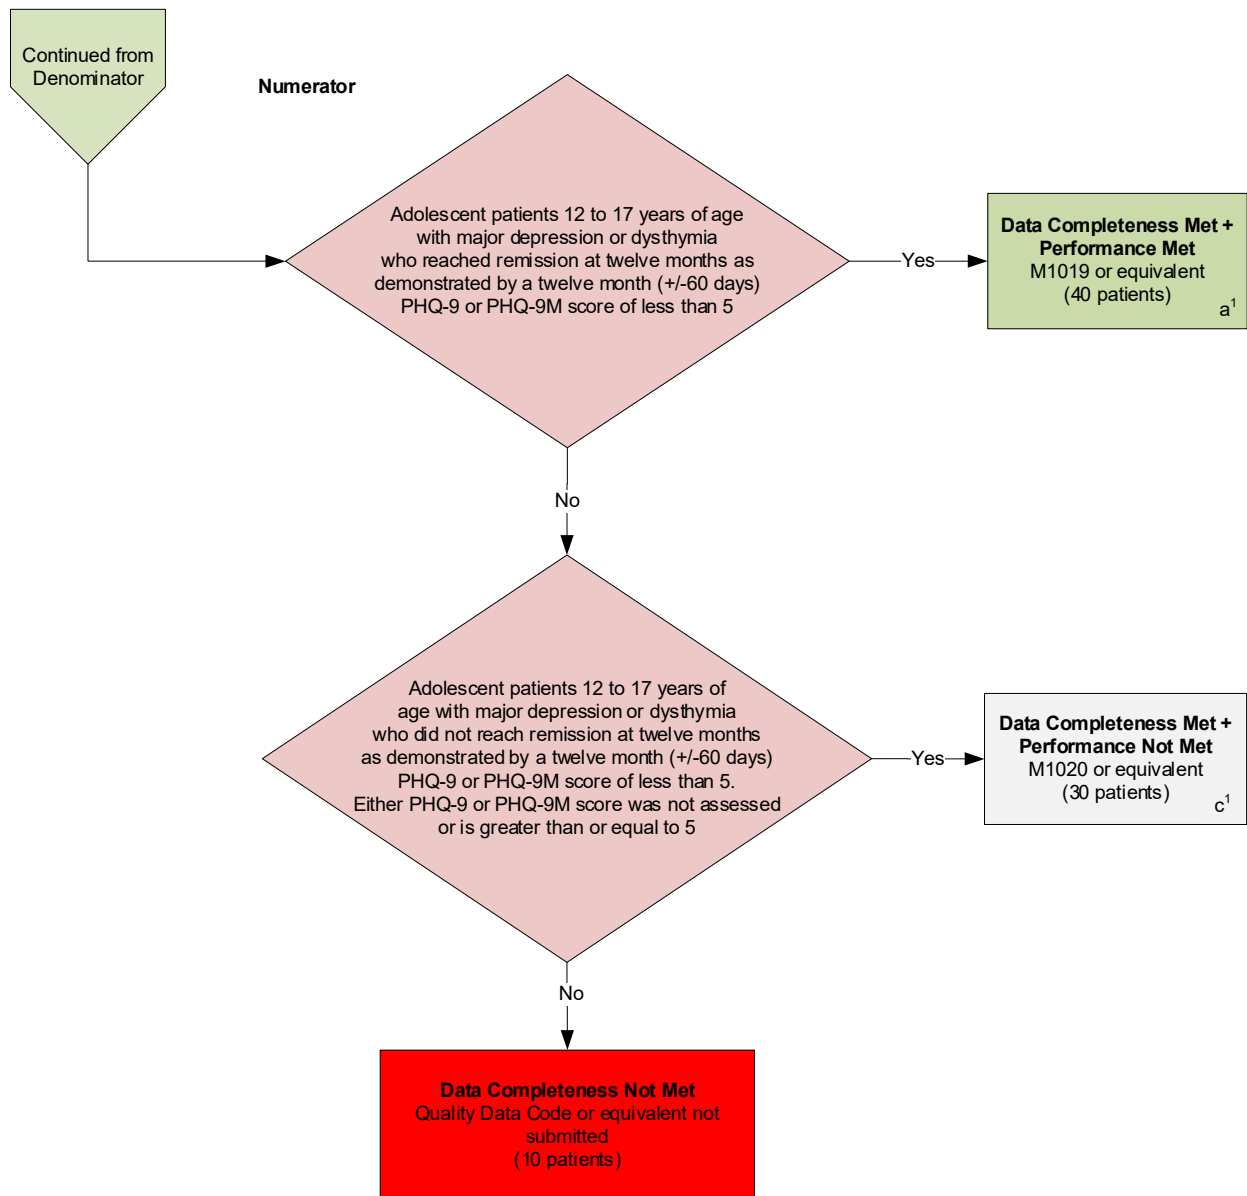 Continued from
Denominator
Numerator
Adolescent patients 12 to 17 years of age
with major depression or dysthymia
who reached remission at twelve months as
demonstrated by a twelve month (+/-60 days)
PHQ-9 or PHQ-9M score of less than 5
Yes
Data Completeness Met +
Performance Met
M1019 or equivalent
(40 patients)
a¹
No
Adolescent patients 12 to 17 years of
age with major depression or dysthymia
who did not reach remission at twelve months
as demonstrated by a twelve month (+/-60 days)
PHQ-9 or PHQ-9M score of less than 5.
Either PHQ-9 or PHQ-9M score was not assessed
or is greater than or equal to 5
Yes
Data Completeness Met +
Performance Not Met
M1020 or equivalent
(30 patients)
c¹
No
Data Completeness Not Met
Quality Data Code or equivalent not
submitted
(10 patients)